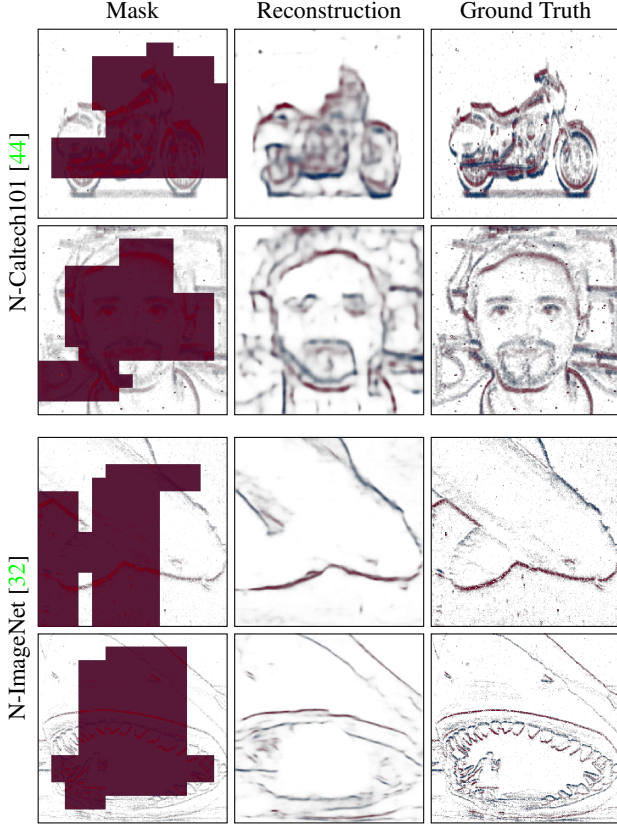 Mask Reconstruction Ground Truth
N-Caltech101 [44]
N-ImageNet [32]